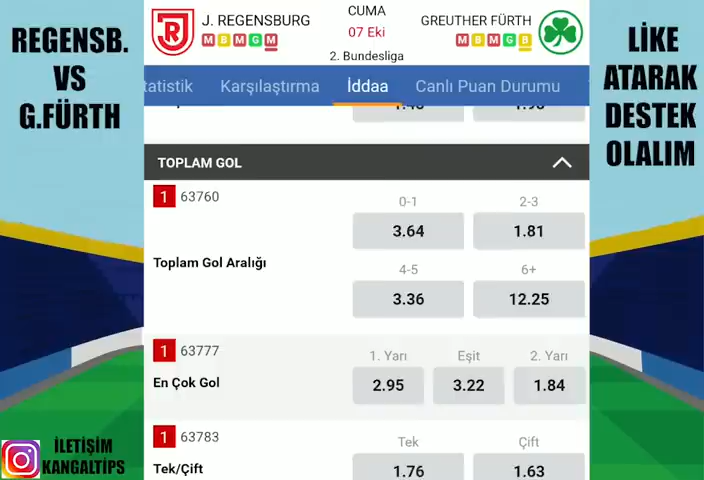 REGENSB.
VS
G.FÜRTH
J. REGENSBURG
M B M G M
CUMA
07 Eki
2. Bundesliga
GREUTHER FÜRTH
M B M G B
LİKE
ATARAK
DESTEK
OLALIM
tatistik Karşılaştırma İddaa Canlı Puan Durumu
TOPLAM GOL
1 63760
0-1 2-3
3.64 1.81
Toplam Gol Aralığı
4-5 6+
3.36 12.25
1 63777
1. Yarı Eşit 2. Yarı
En Çok Gol
2.95 3.22 1.84
1 63783
Tek Çift
Tek/Çift
1.76 1.63
İLETİŞİM
KANGALTİPS